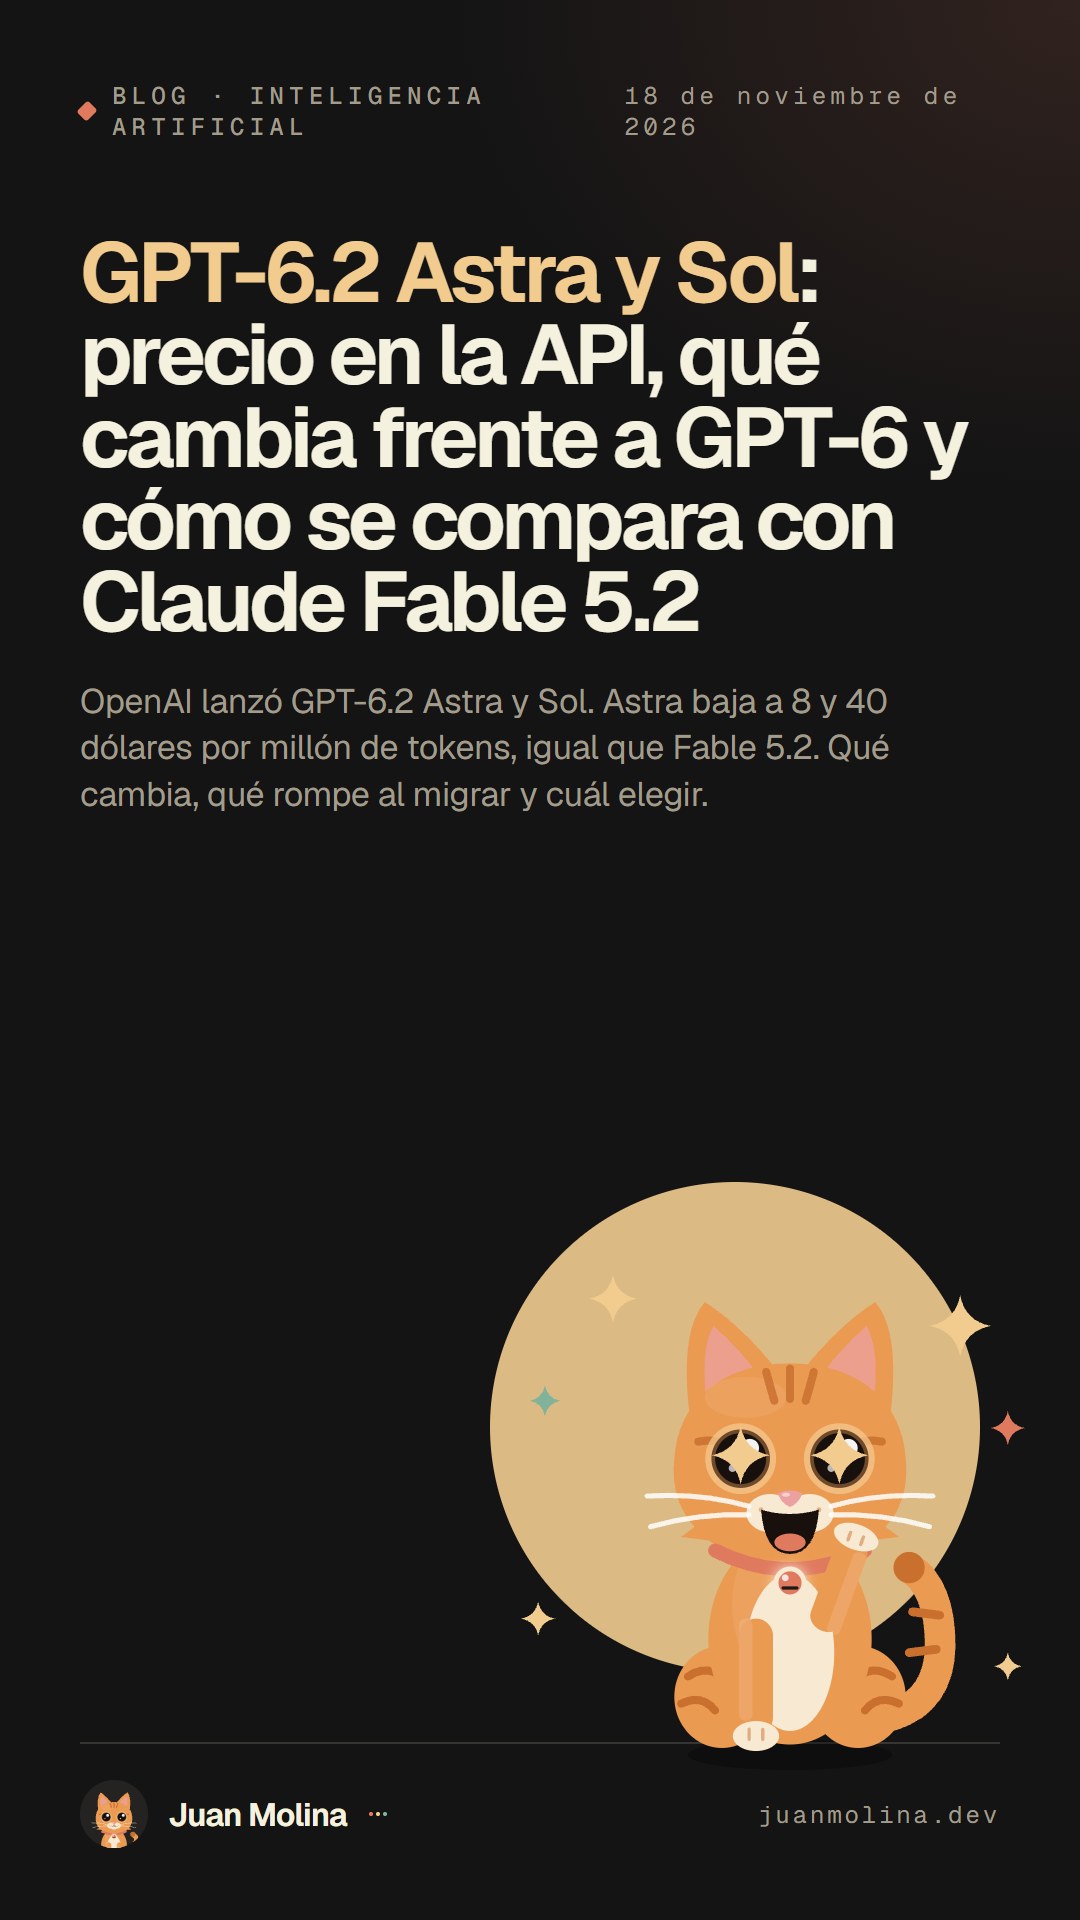 BLOG · INTELIGENCIA
ARTIFICIAL
18 de noviembre de
2026
GPT-6.2 Astra y Sol:
precio en la API, qué
cambia frente a GPT-6 y
cómo se compara con
Claude Fable 5.2
OpenAI lanzó GPT-6.2 Astra y Sol. Astra baja a 8 y 40
dólares por millón de tokens, igual que Fable 5.2. Qué
cambia, qué rompe al migrar y cuál elegir.
Juan Molina
juanmolina.dev